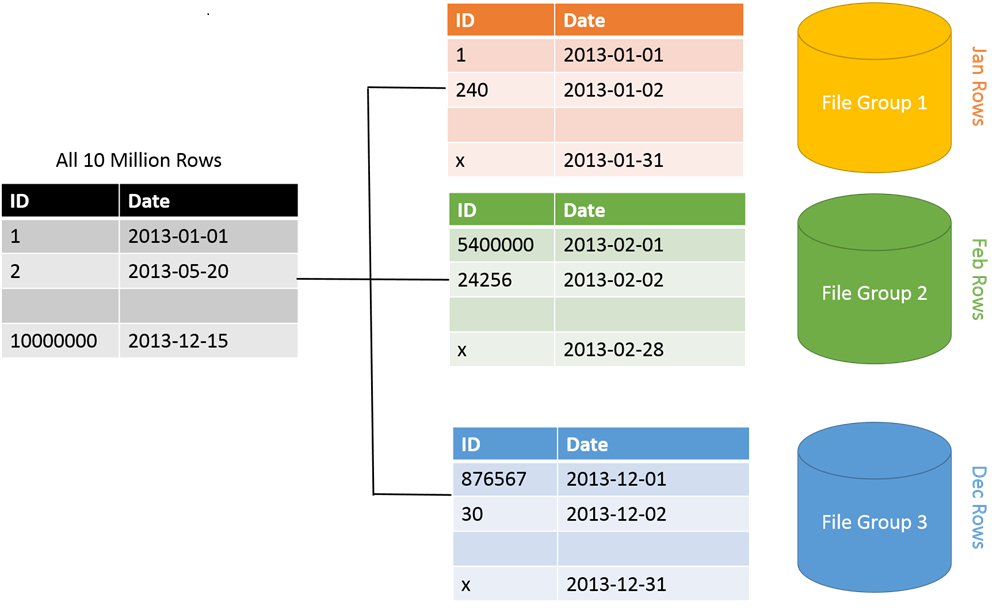 All 10 Million Rows
ID Date
1 2013-01-01
2 2013-05-20
10000000 2013-12-15
ID Date
1 2013-01-01
240 2013-01-02
x 2013-01-31
File Group 1
Jan Rows
ID Date
5400000 2013-02-01
24256 2013-02-02
x 2013-02-28
File Group 2
Feb Rows
ID Date
876567 2013-12-01
30 2013-12-02
x 2013-12-31
File Group 3
Dec Rows